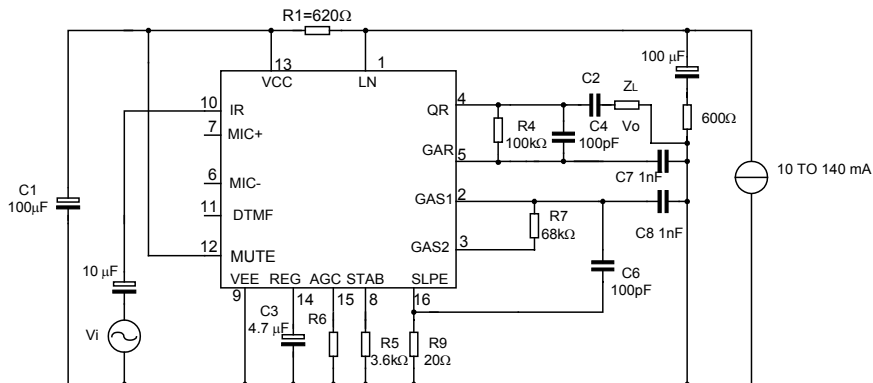 R1=620Ω
100 µF
13
1
VCC
LN
C2
ZL
10
IR
QR
4
7
MIC+
R4
100kΩ
C4
100pF
Vo
600Ω
GAR
5
C7 1nF
10 TO 140 mA
6
MIC-
C1
100µF
GAS1
2
11
DTMF
R7
68kΩ
C8 1nF
12
MUTE
GAS2
3
10 µF
C6
100pF
VEE
REG
AGC
STAB
SLPE
9
14
15
8
16
C3
4.7 µF
R6
Vi
R5
3.6kΩ
R9
20Ω